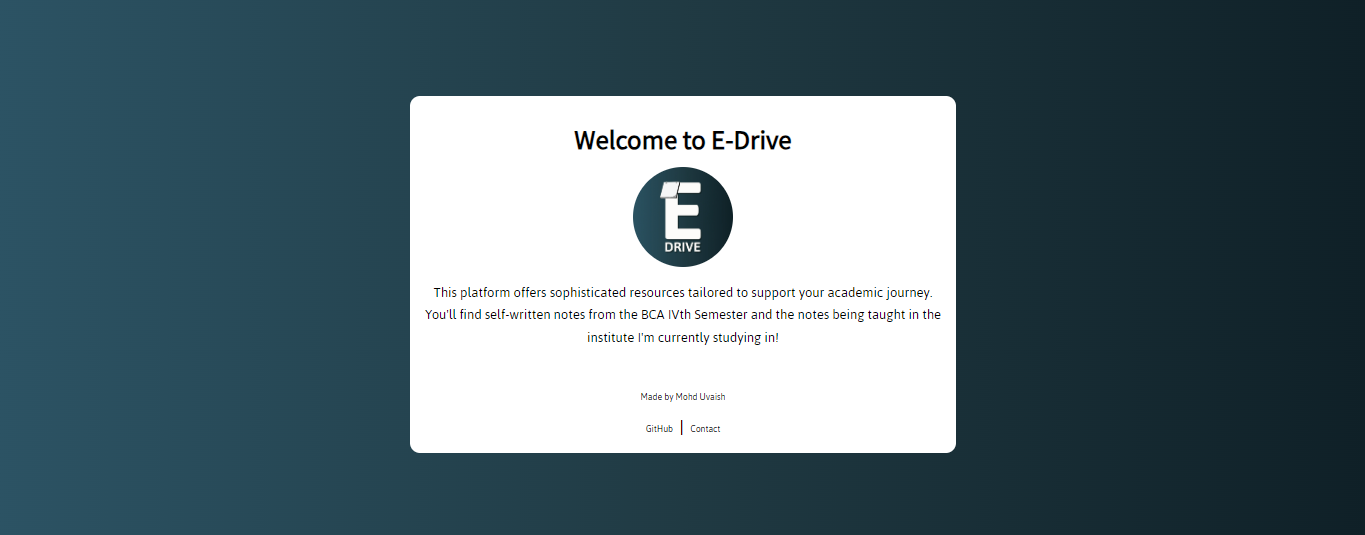 Welcome to E-Drive
E
DRIVE
This platform offers sophisticated resources tailored to support your academic journey.
You'll find self-written notes from the BCA IVth Semester and the notes being taught in the
institute I'm currently studying in!
Made by Mohd Uvaish
GitHub | Contact